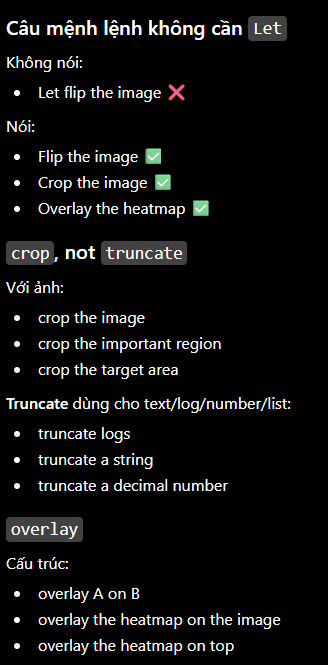 Câu mệnh lệnh không cần Let
Không nói:
• Let flip the image ❌
Nói:
• Flip the image ✅
• Crop the image ✅
• Overlay the heatmap ✅
crop, not truncate
Với ảnh:
• crop the image
• crop the important region
• crop the target area
Truncate dùng cho text/log/number/list:
• truncate logs
• truncate a string
• truncate a decimal number
overlay
Cấu trúc:
• overlay A on B
• overlay the heatmap on the image
• overlay the heatmap on top